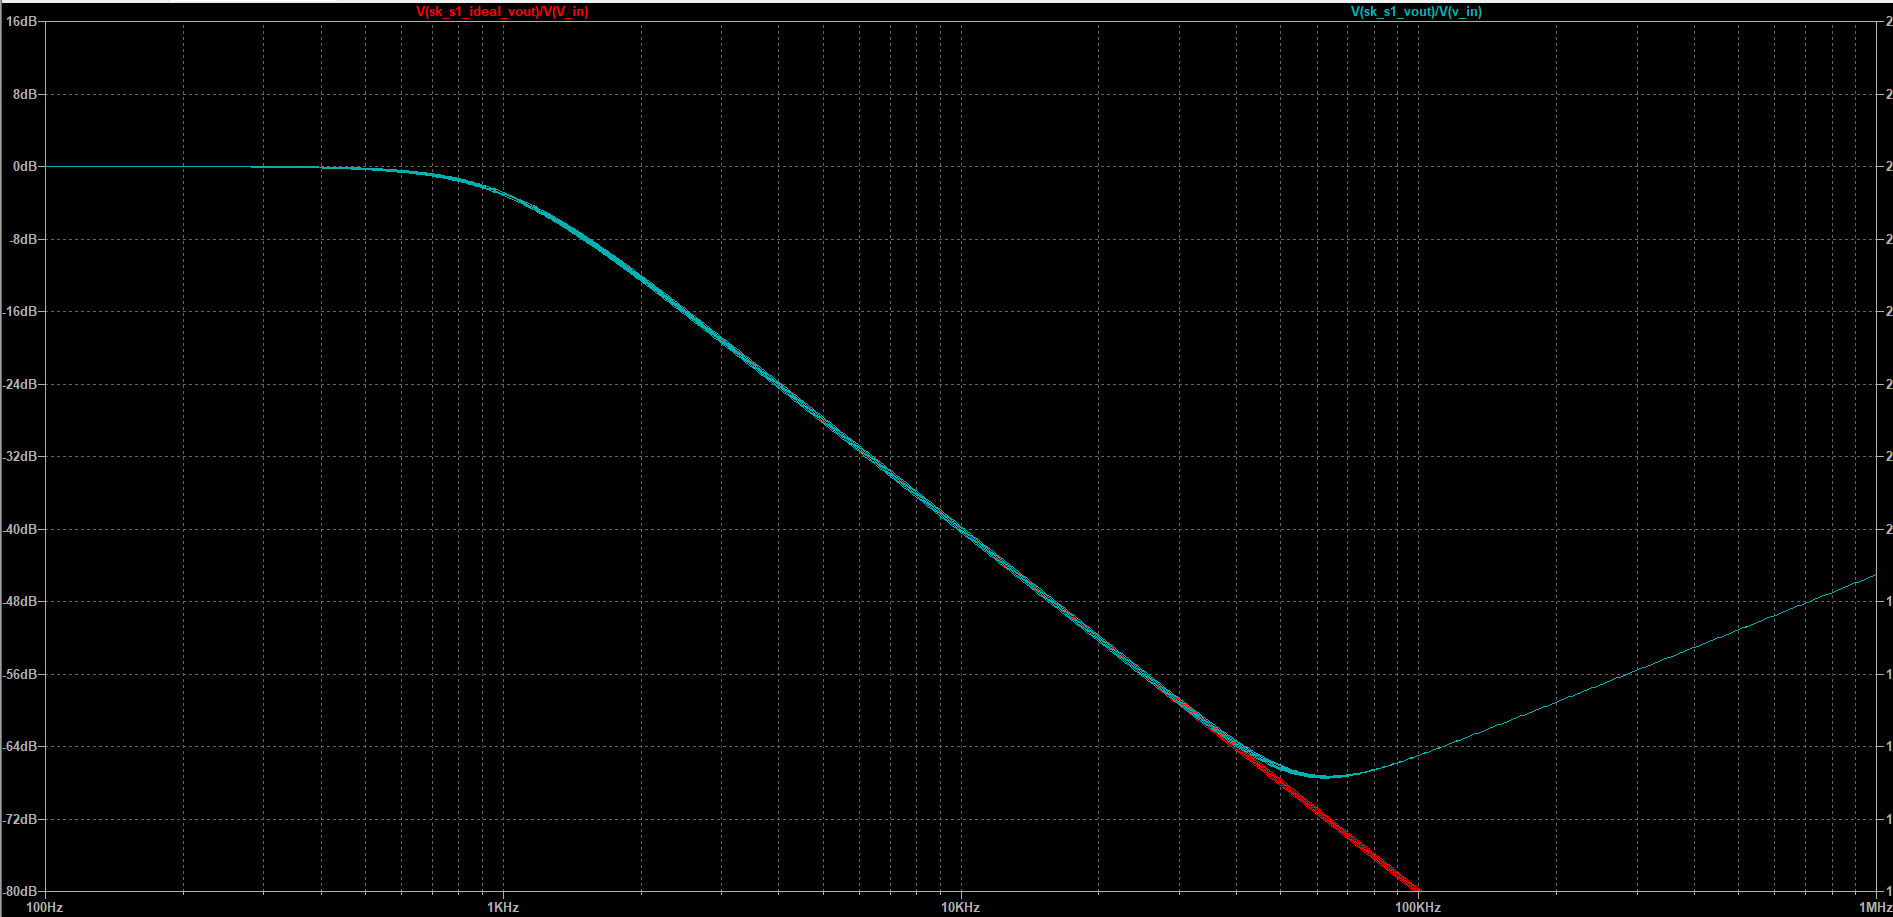 V(sk_s1_ideal_vout)/V(V_in) V(sk_s1_vout)/V(v_in)
16dB
8dB
0dB
-8dB
-16dB
-24dB
-32dB
-40dB
-48dB
-56dB
-64dB
-72dB
-80dB
100Hz 1KHz 10KHz 100KHz 1MHz